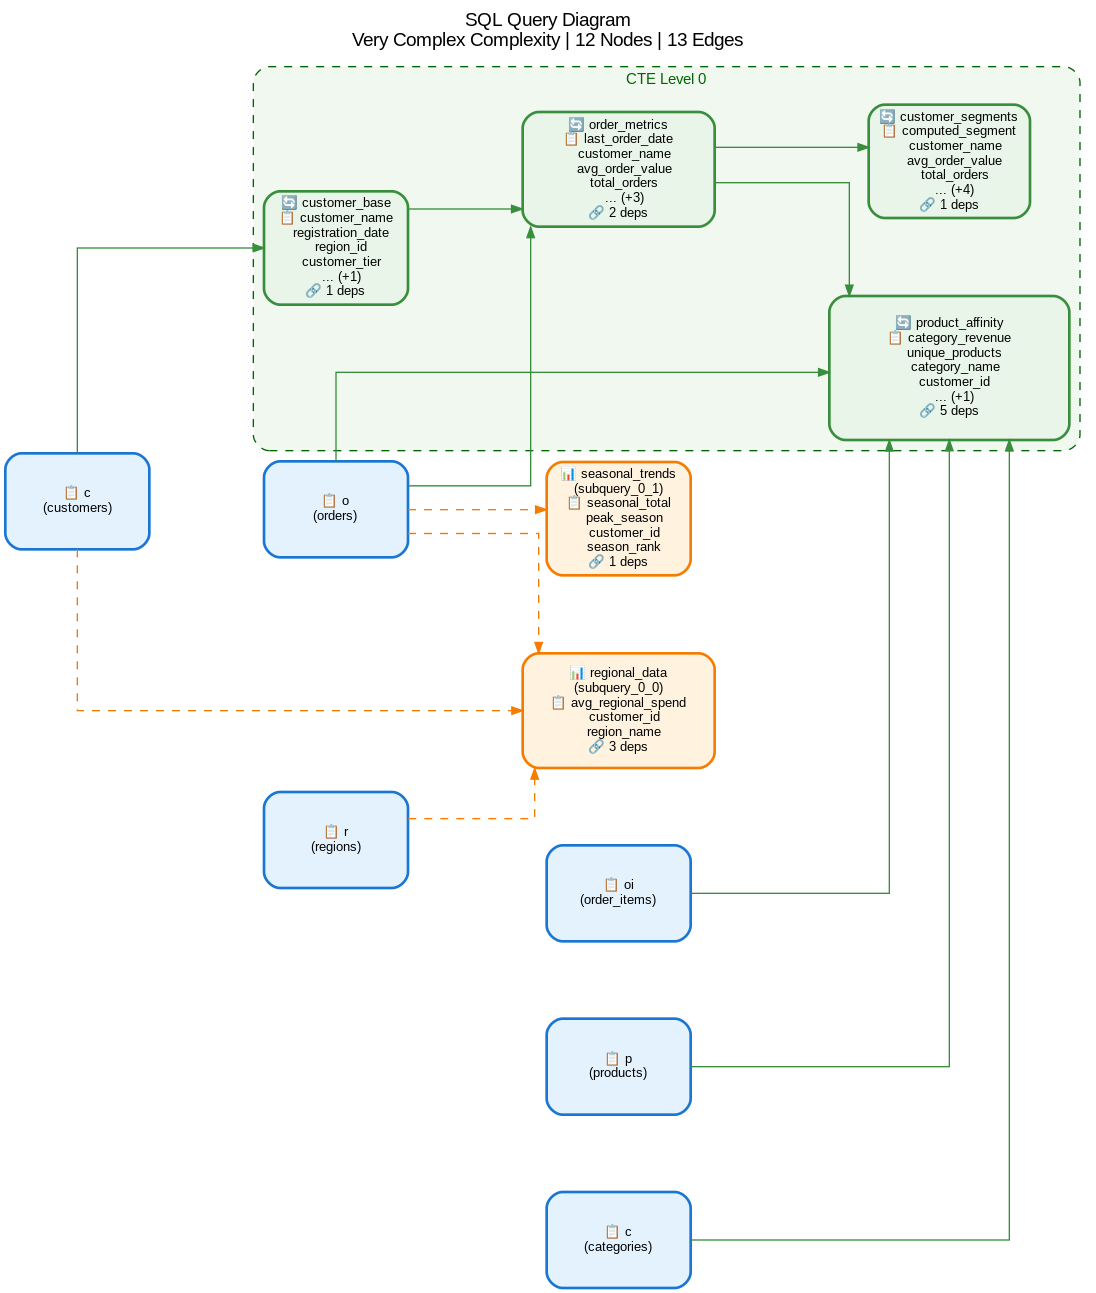 SQL Query Diagram
Very Complex Complexity | 12 Nodes | 13 Edges
CTE Level 0
🔄 order_metrics
📋 last_order_date
customer_name
avg_order_value
total_orders
... (+3)
🔗 2 deps
🔄 customer_segments
📋 computed_segment
customer_name
avg_order_value
total_orders
... (+4)
🔗 1 deps
🔄 customer_base
📋 customer_name
registration_date
region_id
customer_tier
... (+1)
🔗 1 deps
🔄 product_affinity
📋 category_revenue
unique_products
category_name
customer_id
... (+1)
🔗 5 deps
📋 c
(customers)
📋 o
(orders)
📊 seasonal_trends
(subquery_0_1)
📋 seasonal_total
peak_season
customer_id
season_rank
🔗 1 deps
📊 regional_data
(subquery_0_0)
📋 avg_regional_spend
customer_id
region_name
🔗 3 deps
📋 r
(regions)
📋 oi
(order_items)
📋 p
(products)
📋 c
(categories)